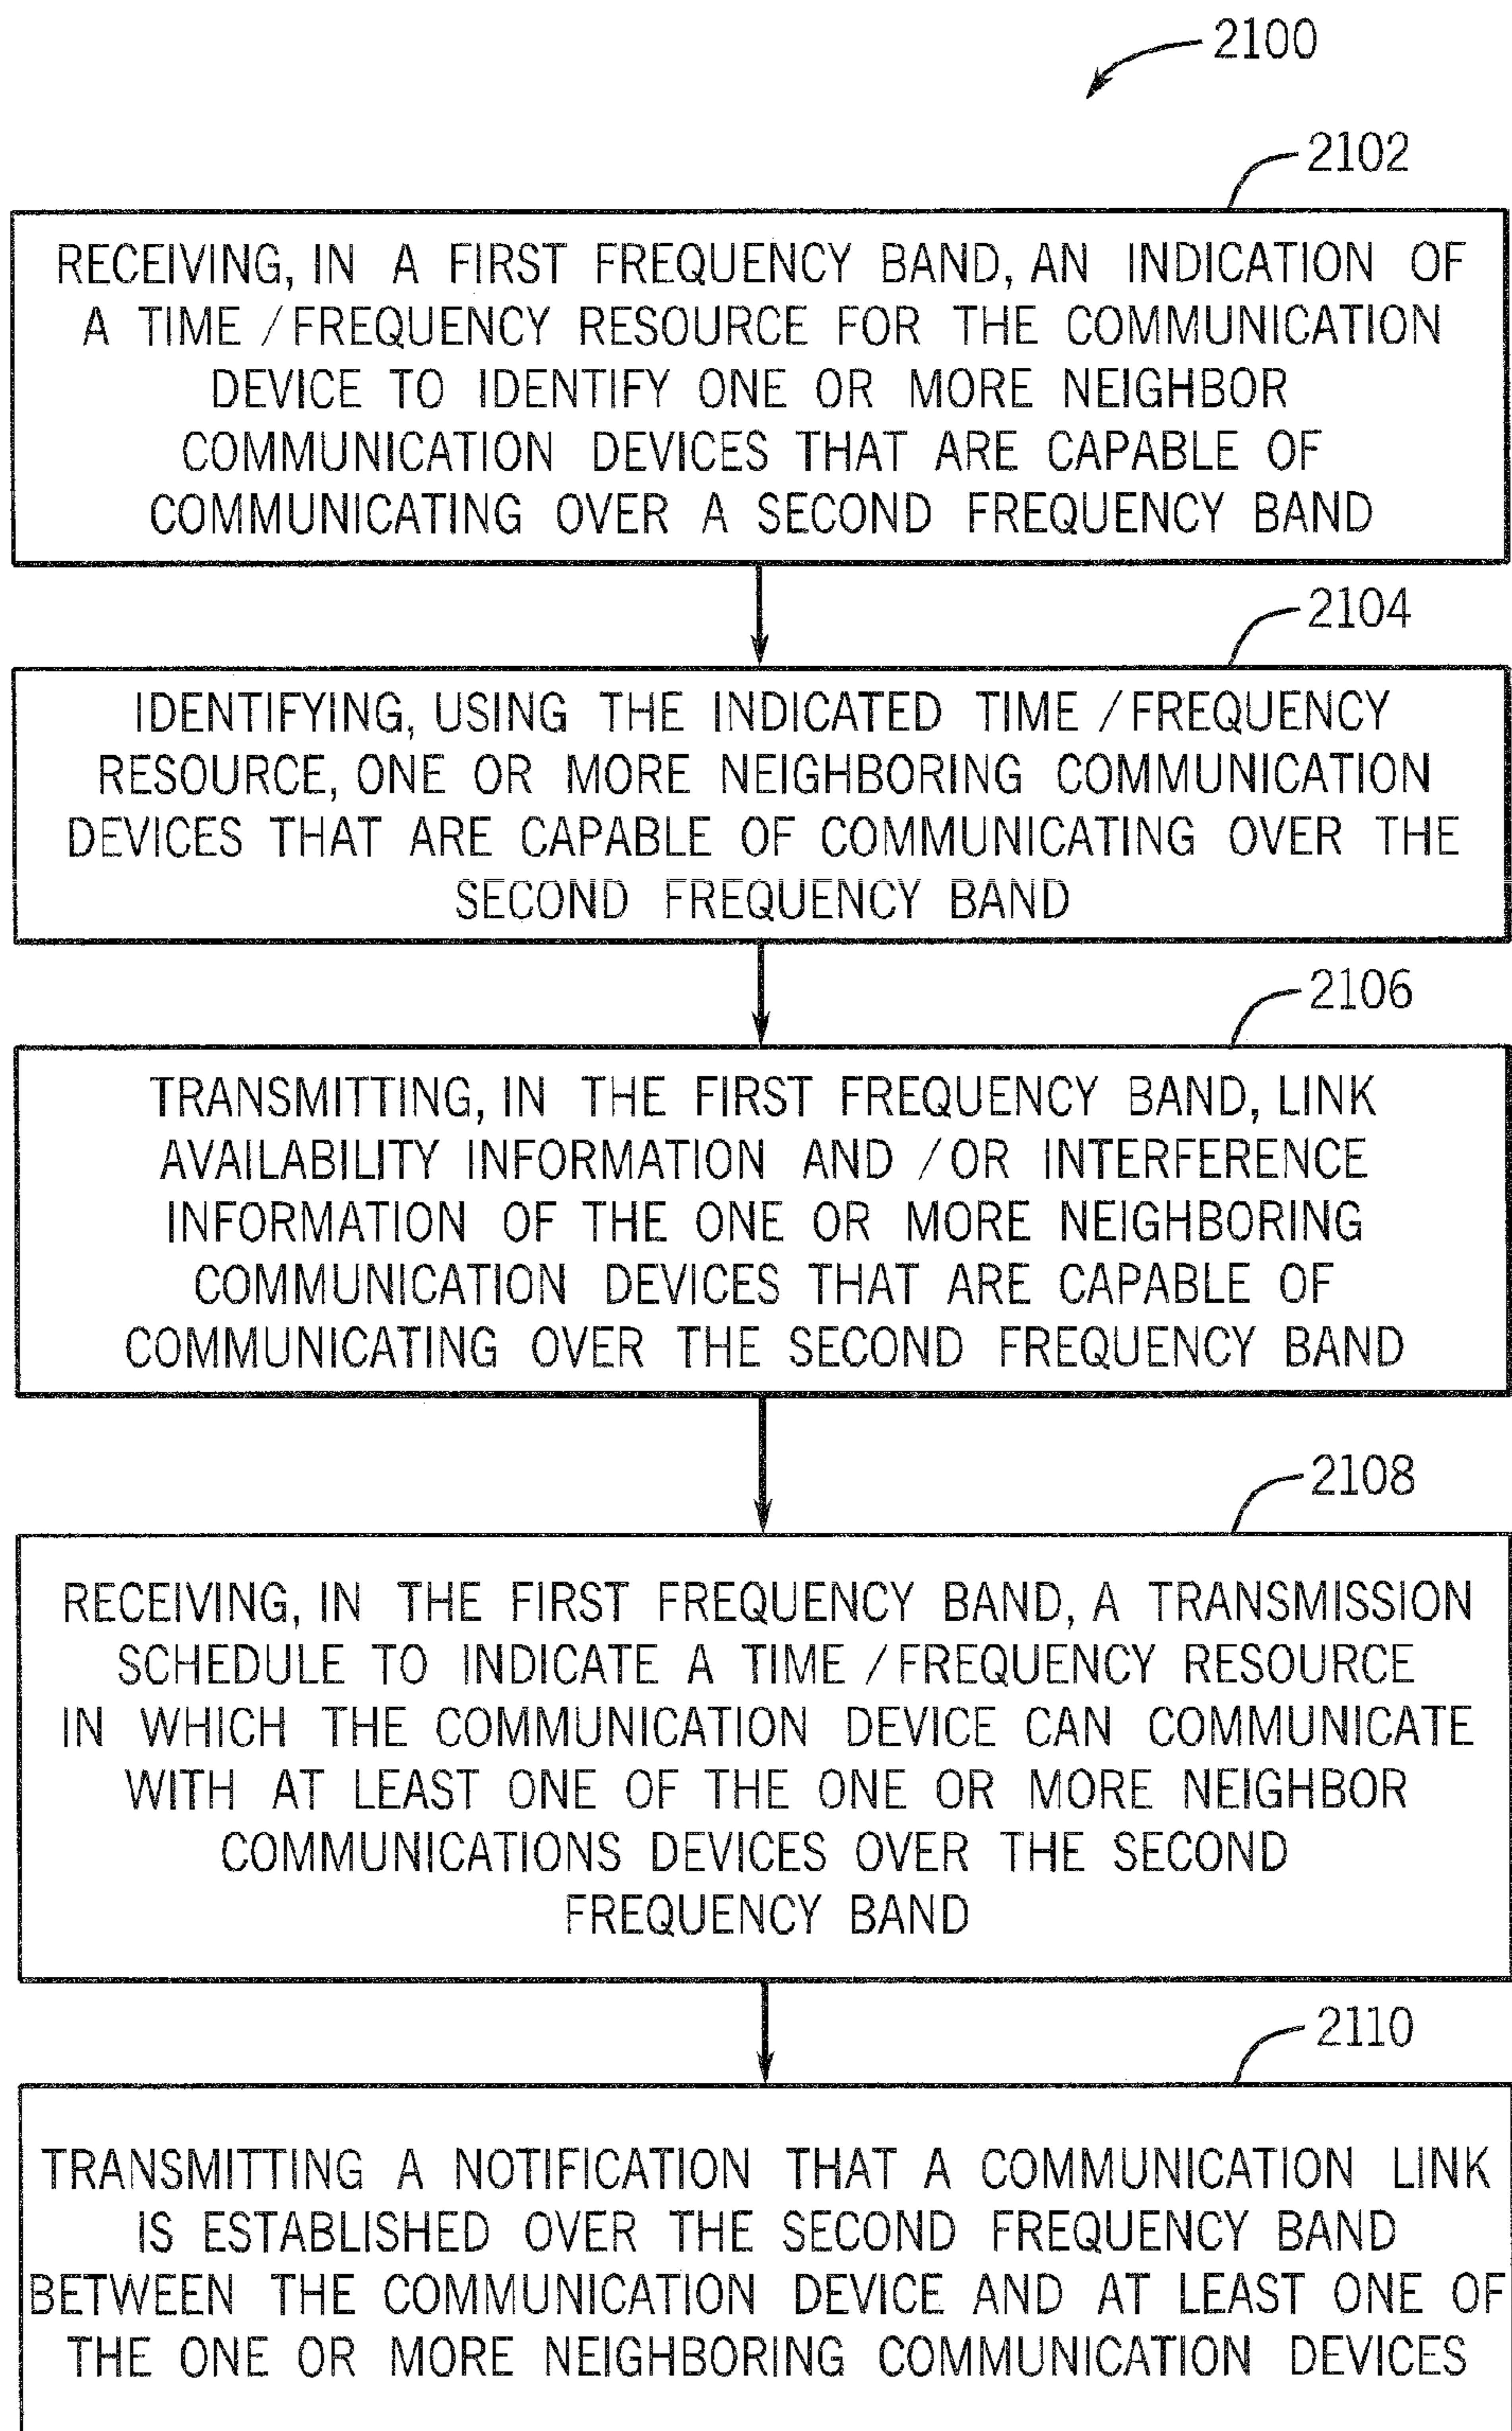 2100
2102
RECEIVING, IN A FIRST FREQUENCY BAND, AN INDICATION OF
A TIME / FREQUENCY RESOURCE FOR THE COMMUNICATION
DEVICE TO IDENTIFY ONE OR MORE NEIGHBOR
COMMUNICATION DEVICES THAT ARE CAPABLE OF
COMMUNICATING OVER A SECOND FREQUENCY BAND
2104
IDENTIFYING, USING THE INDICATED TIME / FREQUENCY
RESOURCE, ONE OR MORE NEIGHBORING COMMUNICATION
DEVICES THAT ARE CAPABLE OF COMMUNICATING OVER THE
SECOND FREQUENCY BAND
2106
TRANSMITTING, IN THE FIRST FREQUENCY BAND, LINK
AVAILABILITY INFORMATION AND / OR INTERFERENCE
INFORMATION OF THE ONE OR MORE NEIGHBORING
COMMUNICATION DEVICES THAT ARE CAPABLE OF
COMMUNICATING OVER THE SECOND FREQUENCY BAND
2108
RECEIVING, IN THE FIRST FREQUENCY BAND, A TRANSMISSION
SCHEDULE TO INDICATE A TIME / FREQUENCY RESOURCE
IN WHICH THE COMMUNICATION DEVICE CAN COMMUNICATE
WITH AT LEAST ONE OF THE ONE OR MORE NEIGHBOR
COMMUNICATIONS DEVICES OVER THE SECOND
FREQUENCY BAND
2110
TRANSMITTING A NOTIFICATION THAT A COMMUNICATION LINK
IS ESTABLISHED OVER THE SECOND FREQUENCY BAND
BETWEEN THE COMMUNICATION DEVICE AND AT LEAST ONE OF
THE ONE OR MORE NEIGHBORING COMMUNICATION DEVICES